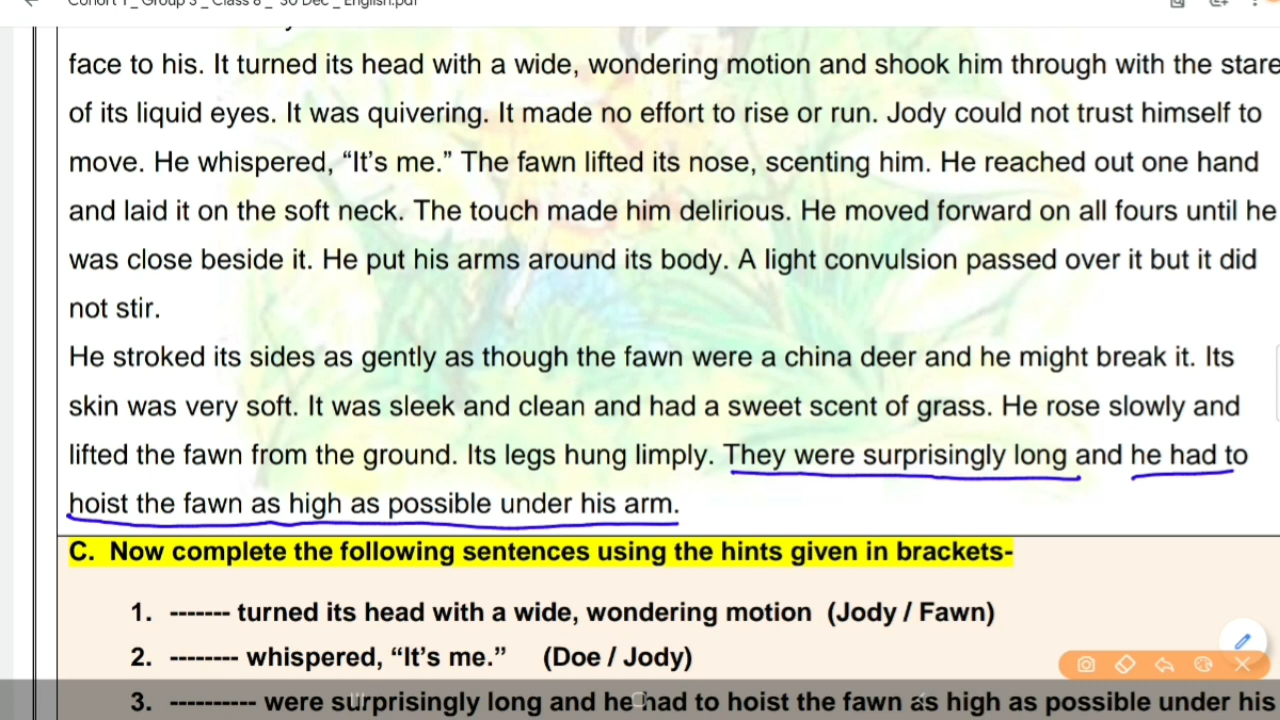 Cohort 1 _ Group 3 _ Class 8 _ 30 Dec _ English.pdf
face to his. It turned its head with a wide, wondering motion and shook him through with the stare
of its liquid eyes. It was quivering. It made no effort to rise or run. Jody could not trust himself to
move. He whispered, “It’s me.” The fawn lifted its nose, scenting him. He reached out one hand
and laid it on the soft neck. The touch made him delirious. He moved forward on all fours until he
was close beside it. He put his arms around its body. A light convulsion passed over it but it did
not stir.
He stroked its sides as gently as though the fawn were a china deer and he might break it. Its
skin was very soft. It was sleek and clean and had a sweet scent of grass. He rose slowly and
lifted the fawn from the ground. Its legs hung limply. They were surprisingly long and he had to
hoist the fawn as high as possible under his arm.
C. Now complete the following sentences using the hints given in brackets-
1. ------- turned its head with a wide, wondering motion (Jody / Fawn)
2. -------- whispered, “It’s me.” (Doe / Jody)
3. ---------- were surprisingly long and he had to hoist the fawn as high as possible under his